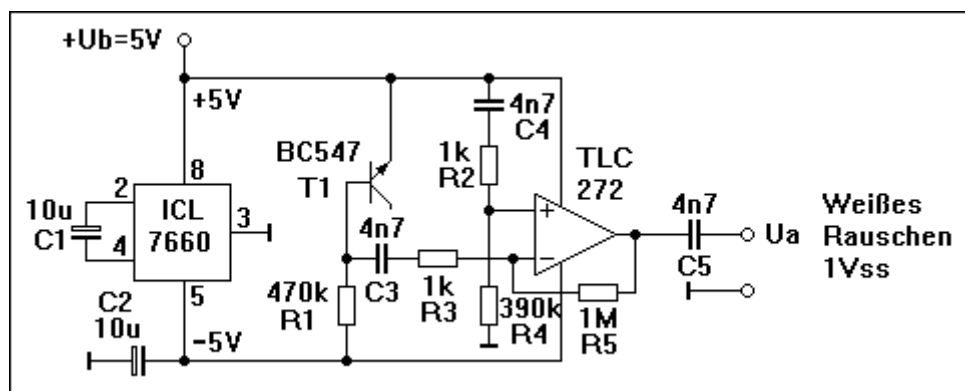 +Ub=5V
+5V
8
2
ICL
7660
3
10u
C1
4
5
C2
10u
-5V
BC547
T1
4n7
C3
470k
R1
1k
R3
4n7
C4
1k
R2
TLC
272
+
−
390k
R4
1M
R5
4n7
C5
Ua
Weißes
Rauschen
1Vss